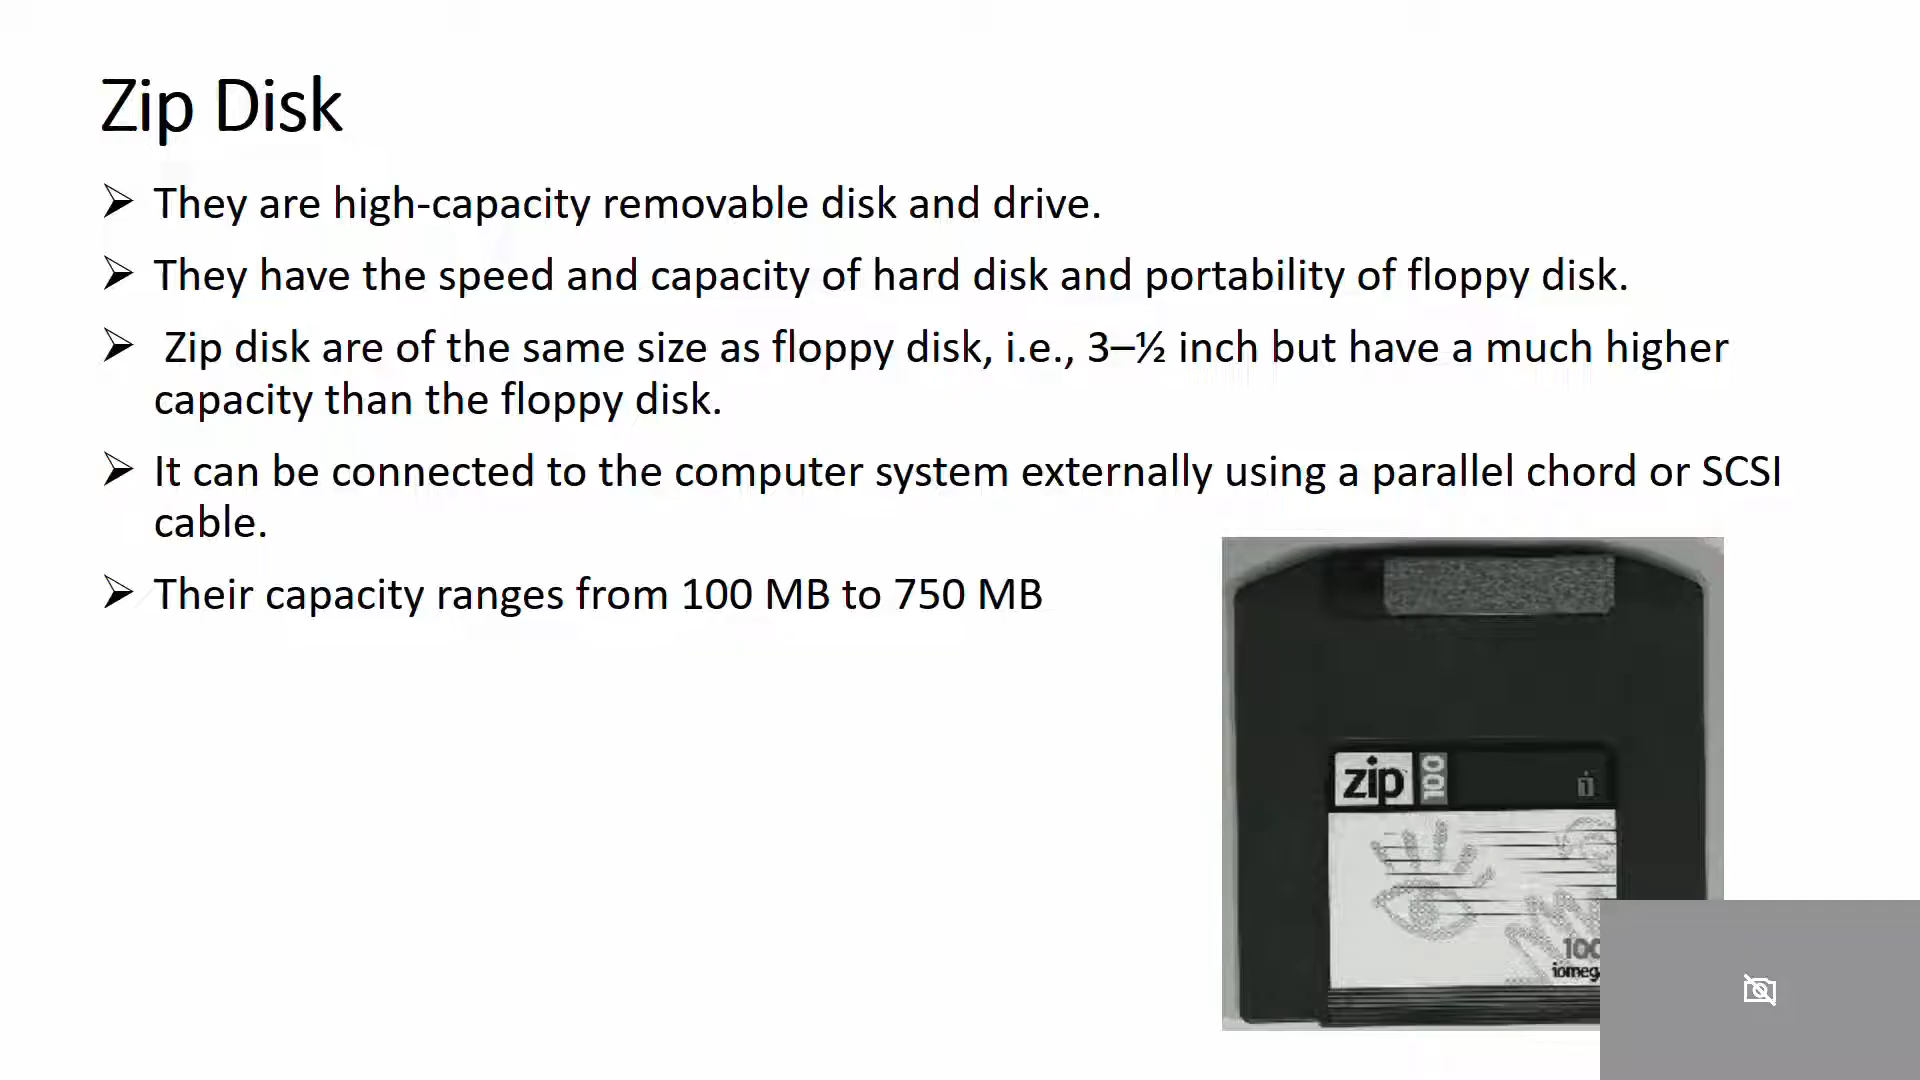 Zip Disk
➢ They are high-capacity removable disk and drive.
➢ They have the speed and capacity of hard disk and portability of floppy disk.
➢ Zip disk are of the same size as floppy disk, i.e., 3–½ inch but have a much higher
capacity than the floppy disk.
➢ It can be connected to the computer system externally using a parallel chord or SCSI
cable.
➢ Their capacity ranges from 100 MB to 750 MB
zip 100
100
iomeg